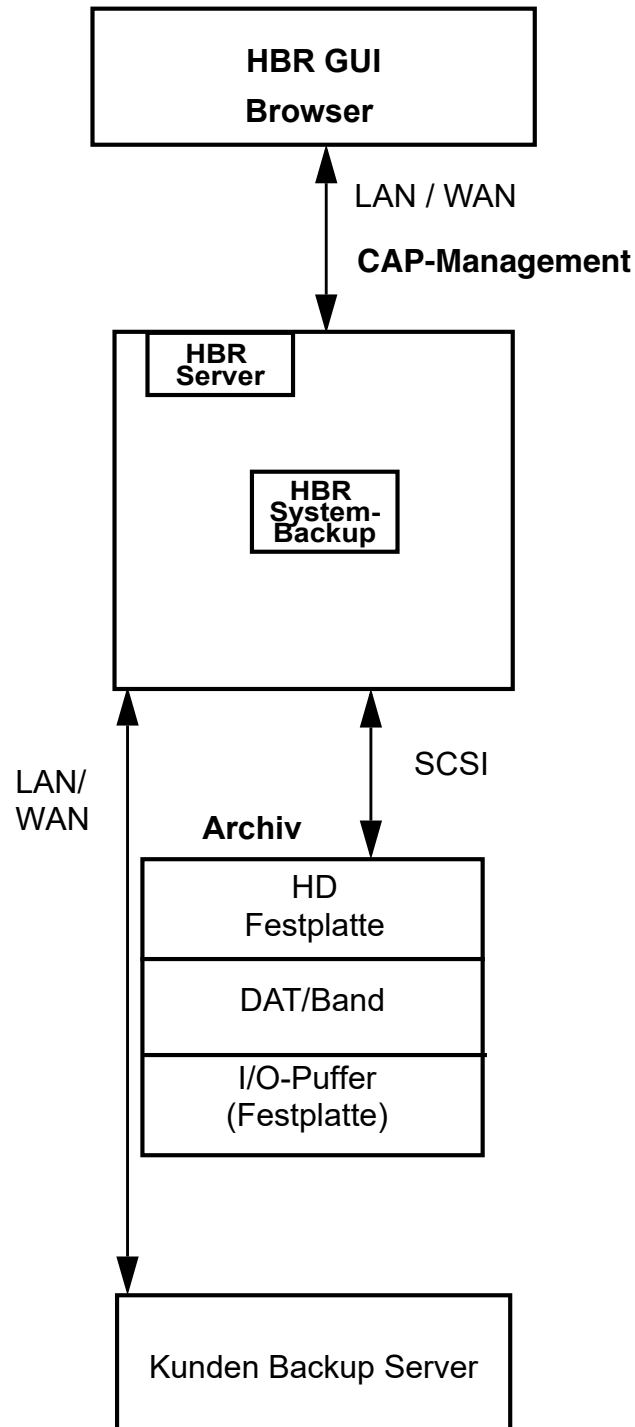 HBR GUI
Browser
LAN / WAN
CAP-Management
HBR
Server
HBR
System-
Backup
LAN/
WAN
SCSI
Archiv
HD
Festplatte
DAT/Band
I/O-Puffer
(Festplatte)
Kunden Backup Server